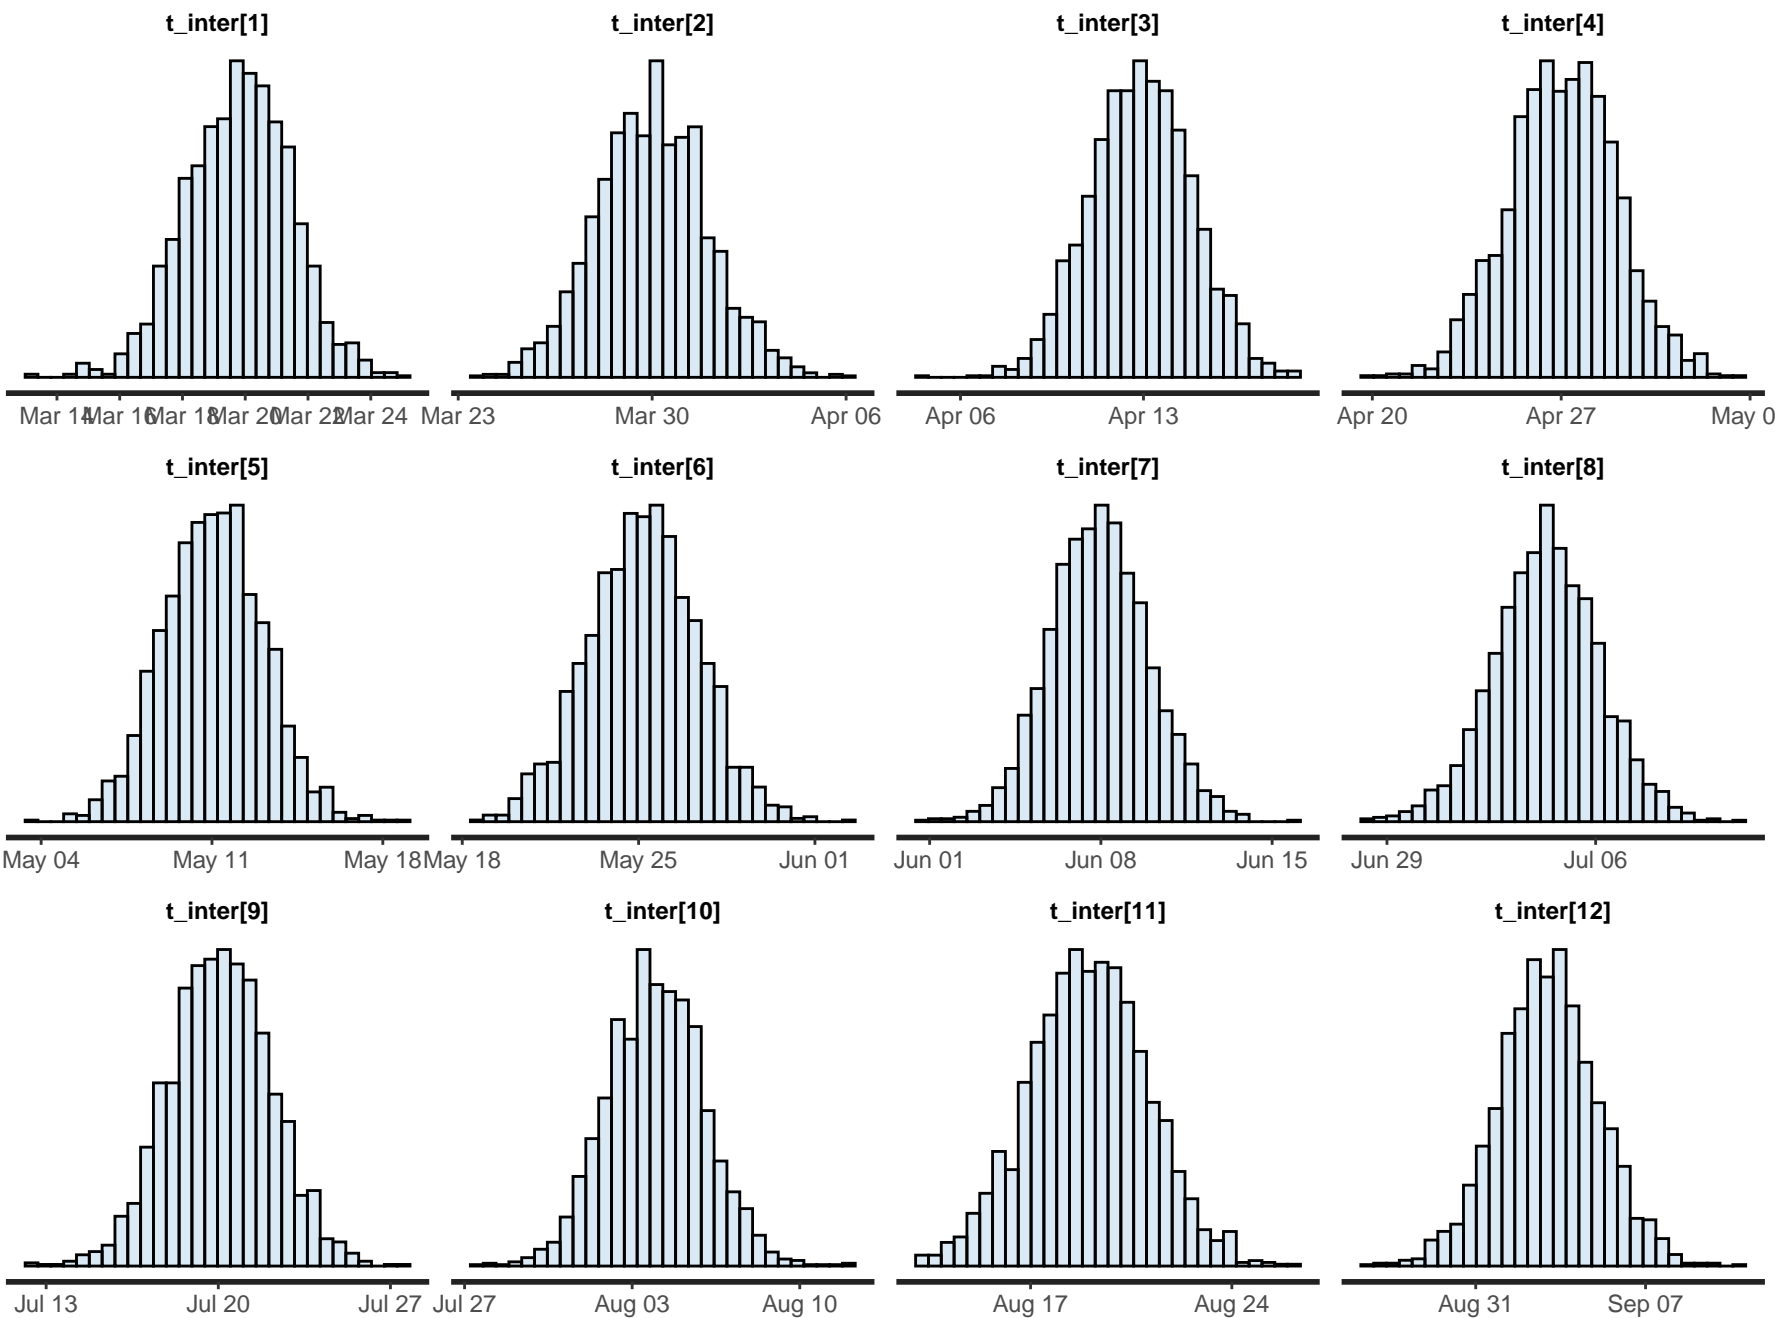 t_inter[1] t_inter[2] t_inter[3] t_inter[4]
Mar 14 Mar 16 Mar 18 Mar 20 Mar 22 Mar 24 Mar 23 Mar 30 Apr 06 Apr 06 Apr 13 Apr 20 Apr 27 May 0
t_inter[5] t_inter[6] t_inter[7] t_inter[8]
May 04 May 11 May 18 May 18 May 25 Jun 01 Jun 01 Jun 08 Jun 15 Jun 29 Jul 06
t_inter[9] t_inter[10] t_inter[11] t_inter[12]
Jul 13 Jul 20 Jul 27 Jul 27 Aug 03 Aug 10 Aug 17 Aug 24 Aug 31 Sep 07